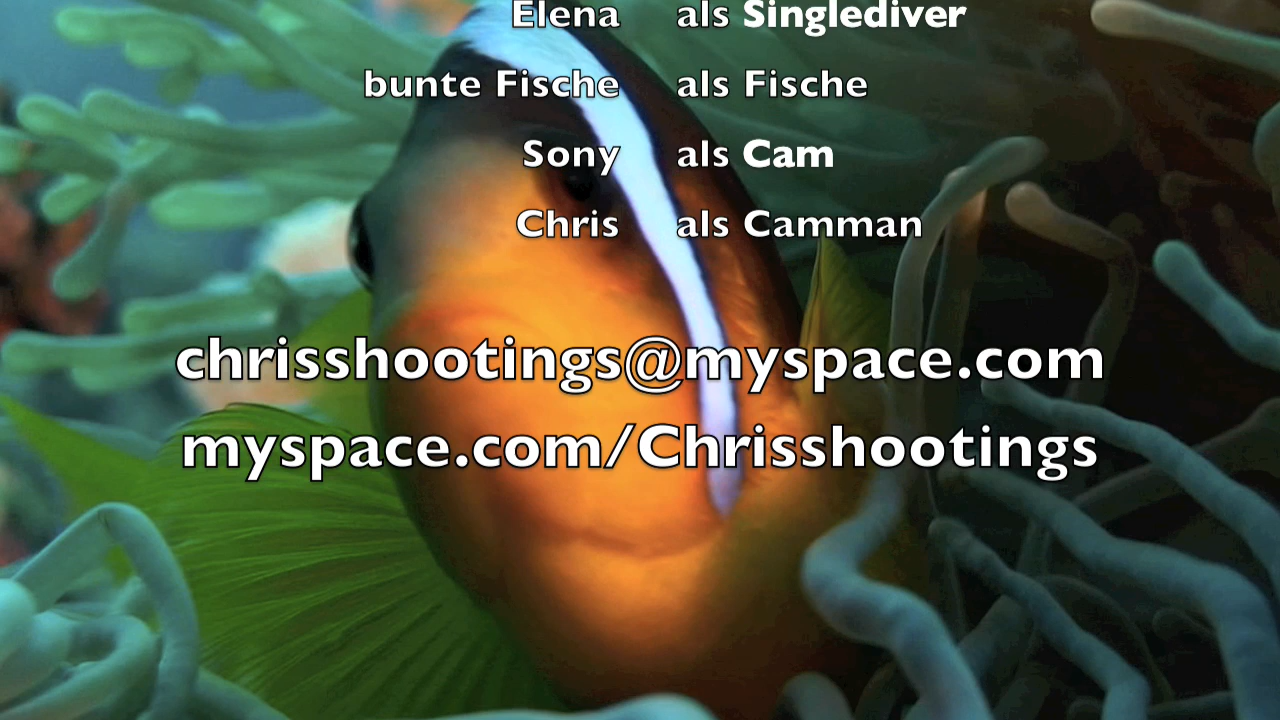 Elena als Singlediver
bunte Fische als Fische
Sony als Cam
Chris als Camman
chrisshootings@myspace.com
myspace.com/Chrisshootings